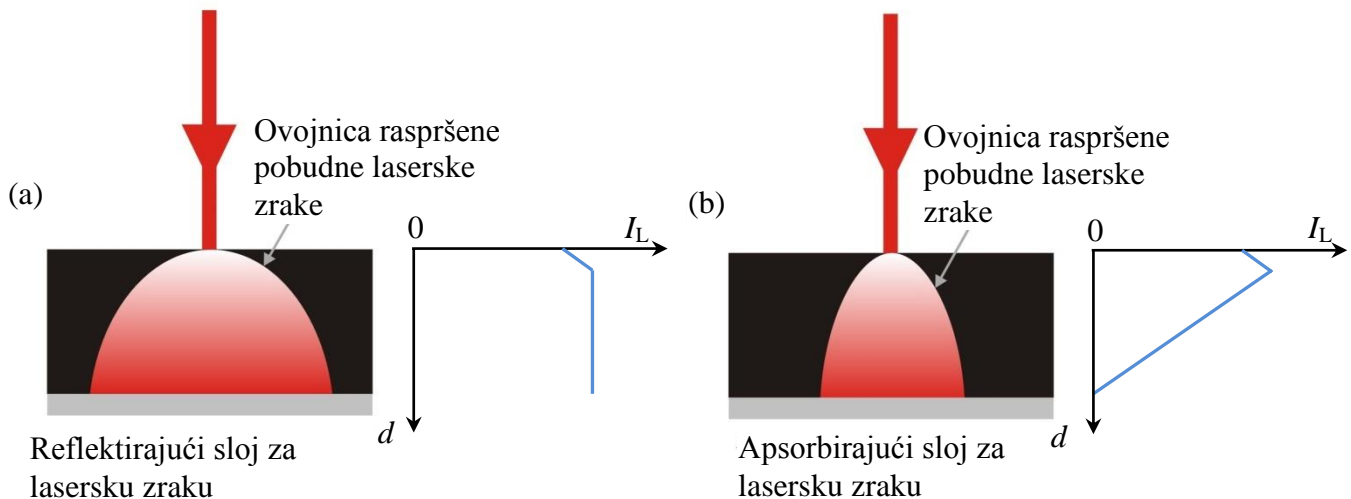 (a)
Ovojnica raspršene
pobudne laserske
zrake
0
I_L
d
Reflektirajući sloj za
lasersku zraku
(b)
Ovojnica raspršene
pobudne laserske
zrake
0
I_L
d
Apsorbirajući sloj za
lasersku zraku